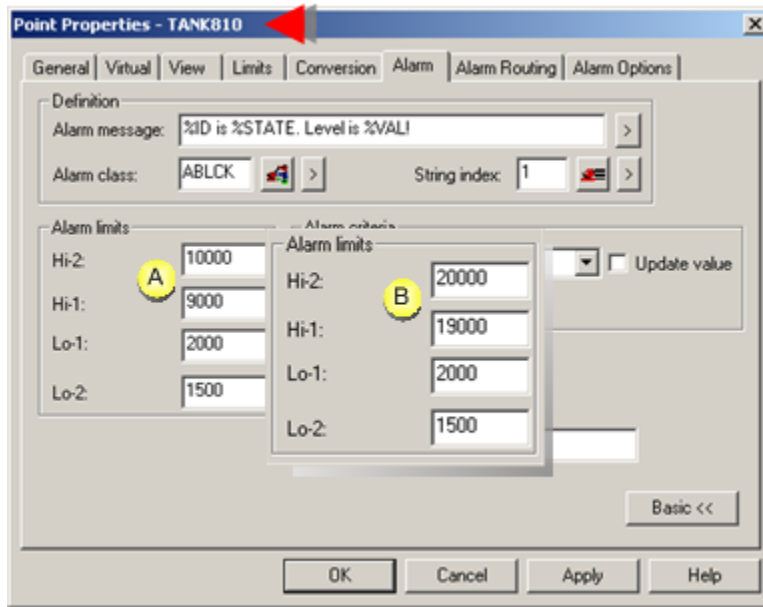 Point Properties - TANK810
General Virtual View Limits Conversion Alarm Alarm Routing Alarm Options
Definition
Alarm message: %ID is %STATE. Level is %VAL! >
Alarm class: ABLCK > String index: 1 >
Alarm limits
Hi-2: 10000
Hi-1: 9000
Lo-1: 2000
Lo-2: 1500
A
Alarm criteria
Update value
Alarm limits
Hi-2: 20000
Hi-1: 19000
Lo-1: 2000
Lo-2: 1500
B
Basic <<
OK Cancel Apply Help